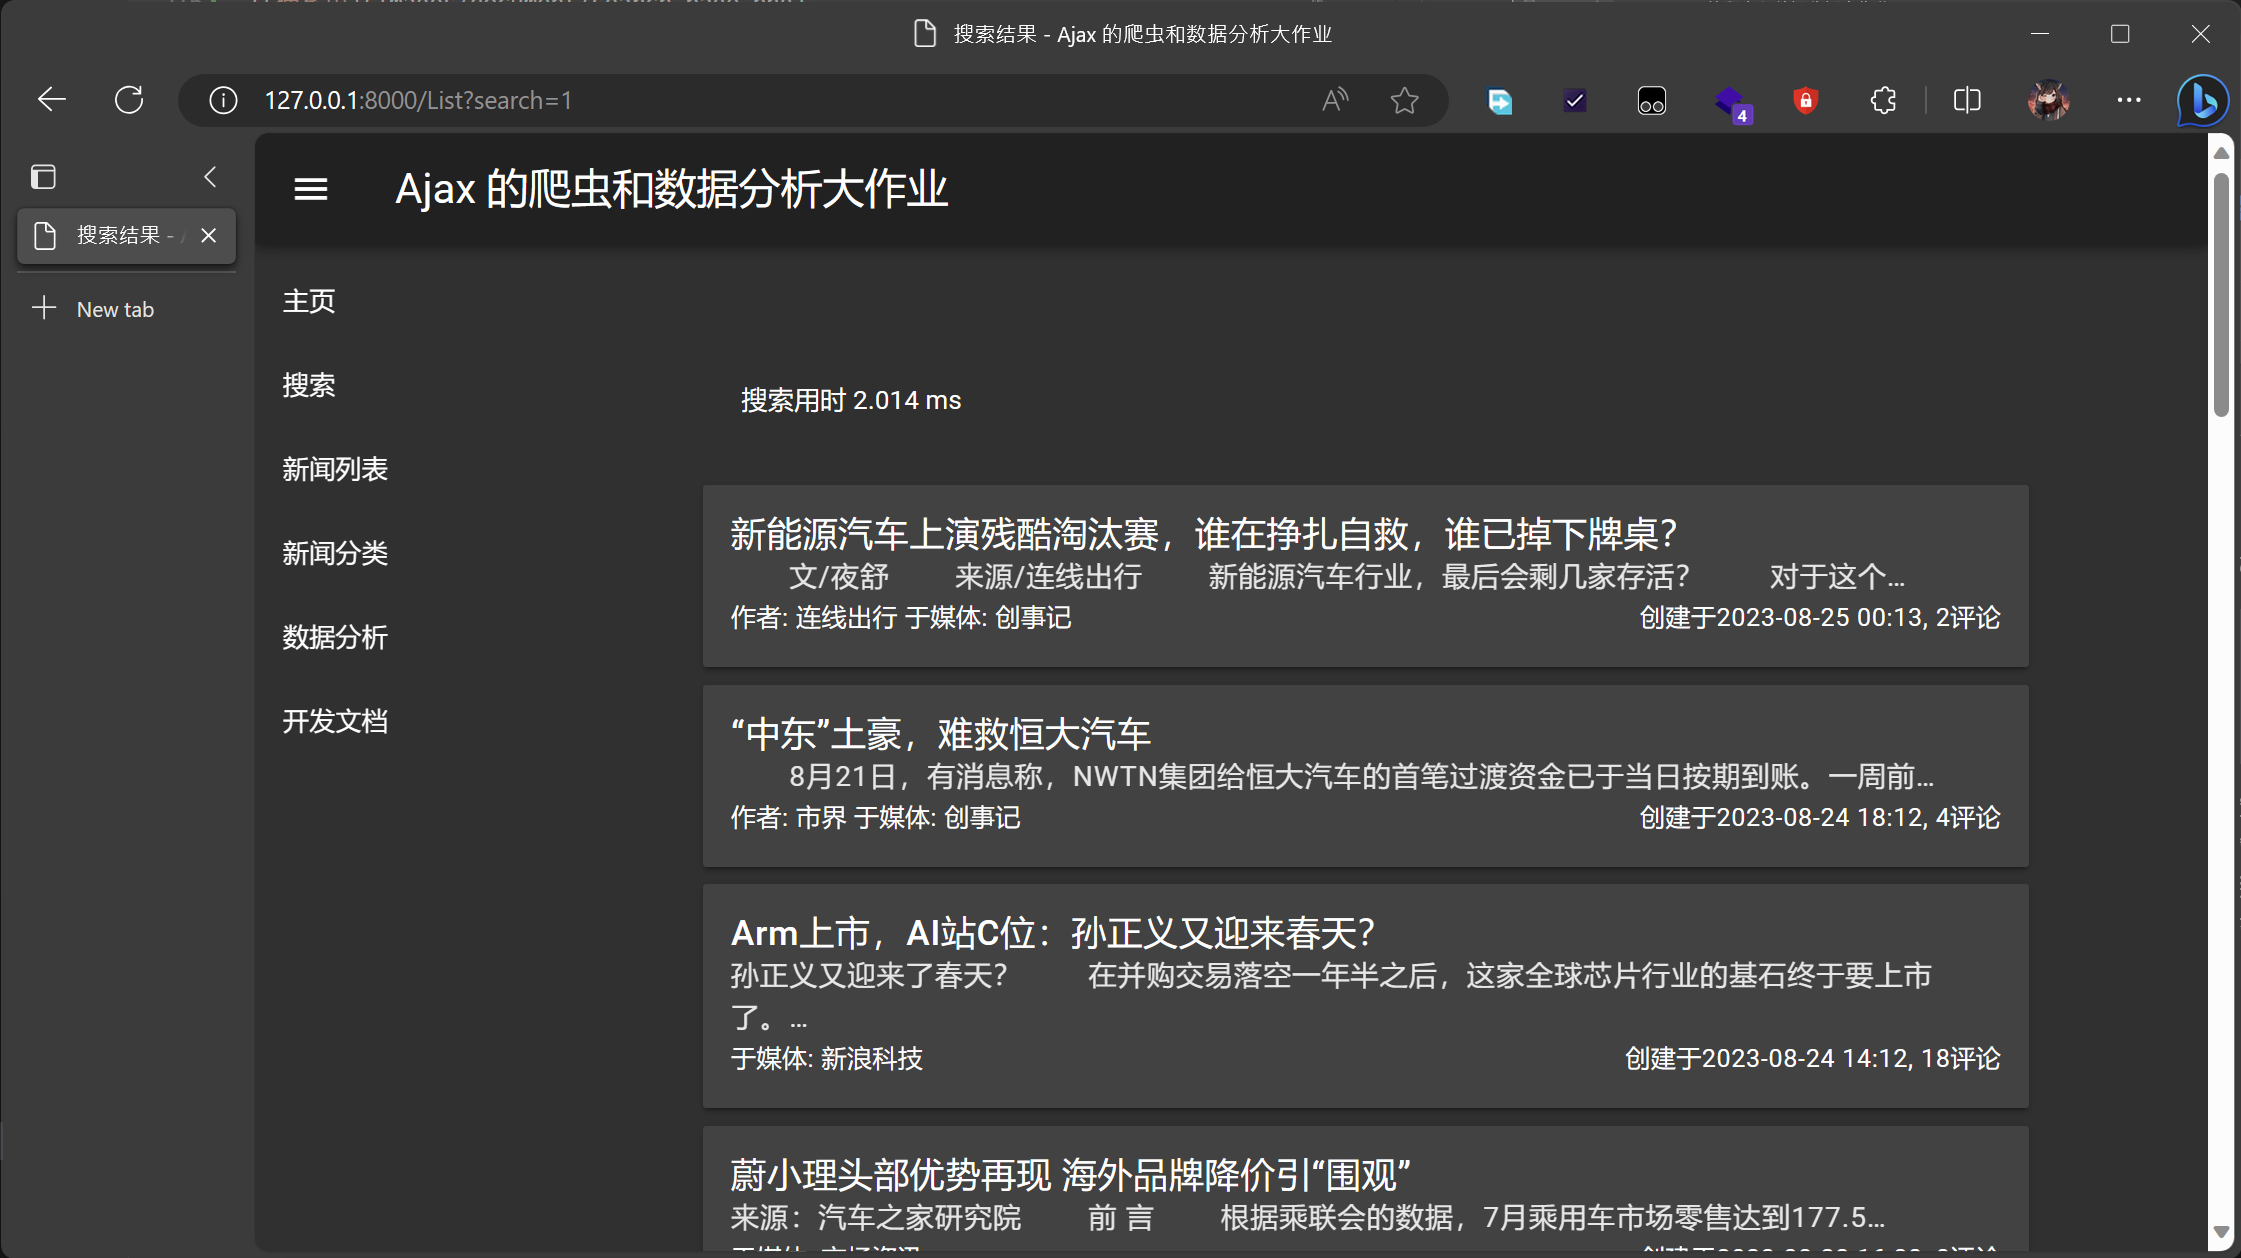 搜索结果 - Ajax 的爬虫和数据分析大作业
127.0.0.1:8000/List?search=1
4
搜索结果 -
New tab
Ajax 的爬虫和数据分析大作业
主页
搜索
新闻列表
新闻分类
数据分析
开发文档
搜索用时 2.014 ms
新能源汽车上演残酷淘汰赛，谁在挣扎自救，谁已掉下牌桌？
文/夜舒 来源/连线出行 新能源汽车行业，最后会剩几家存活？ 对于这个...
作者: 连线出行 于媒体: 创事记 创建于2023-08-25 00:13, 2评论
“中东”土豪，难救恒大汽车
8月21日，有消息称，NWTN集团给恒大汽车的首笔过渡资金已于当日按期到账。一周前...
作者: 市界 于媒体: 创事记 创建于2023-08-24 18:12, 4评论
Arm上市，AI站C位：孙正义又迎来春天？
孙正义又迎来了春天？ 在并购交易落空一年半之后，这家全球芯片行业的基石终于要上市
了。...
于媒体: 新浪科技 创建于2023-08-24 14:12, 18评论
蔚小理头部优势再现 海外品牌降价引“围观”
来源：汽车之家研究院 前 言 根据乘联会的数据，7月乘用车市场零售达到177.5...